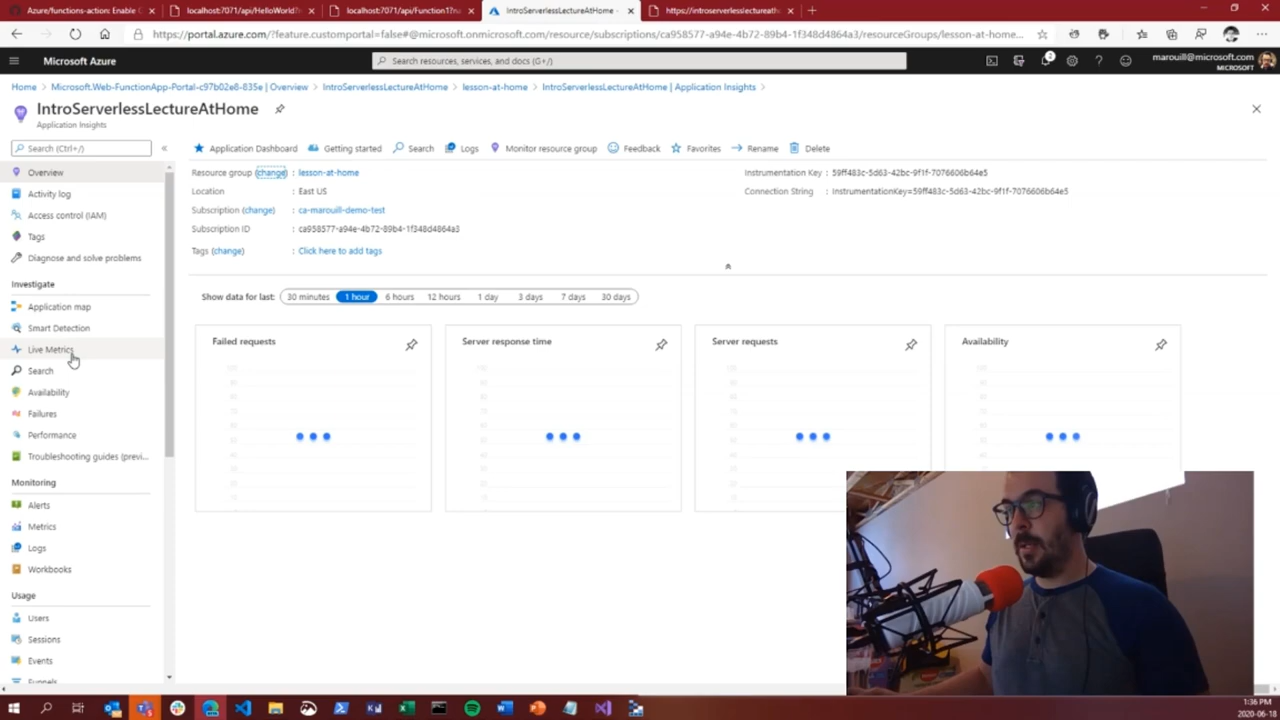 Azure/functions-action: Enable C
localhost:7071/api/HelloWorld?
localhost:7071/api/Function1?na
IntroServerlessLectureAtHome -
https://introserverlesslectureath
https://portal.azure.com/?feature.customportal=false#@microsoft.onmicrosoft.com/resource/subscriptions/ca958577-a94e-4b72-89b4-1f348d4864a3/resourceGroups/lesson-at-home...
Microsoft Azure
Search resources, services, and docs (G+/)
marouill@microsoft.com
MICROSOFT
Home > Microsoft.Web-FunctionApp-Portal-c97b02e8-835e | Overview > IntroServerlessLectureAtHome > lesson-at-home > IntroServerlessLectureAtHome | Application Insights >
IntroServerlessLectureAtHome
Application Insights
Search (Ctrl+/)
Application Dashboard Getting started Search Logs Monitor resource group Feedback Favorites Rename Delete
Overview
Activity log
Access control (IAM)
Tags
Diagnose and solve problems
Investigate
Application map
Smart Detection
Live Metrics
Search
Availability
Failures
Performance
Troubleshooting guides (previ...
Monitoring
Alerts
Metrics
Logs
Workbooks
Usage
Users
Sessions
Events
Funnels
Resource group (change) : lesson-at-home
Location : East US
Subscription (change) : ca-marouill-demo-test
Subscription ID : ca958577-a94e-4b72-89b4-1f348d4864a3
Tags (change) : Click here to add tags
Instrumentation Key : 59ff483c-5d63-42bc-9f1f-7076606b64e5
Connection String : InstrumentationKey=59ff483c-5d63-42bc-9f1f-7076606b64e5
Show data for last: 30 minutes 1 hour 6 hours 12 hours 1 day 3 days 7 days 30 days
Failed requests
Server response time
Server requests
Availability
1:36 PM
2020-06-18